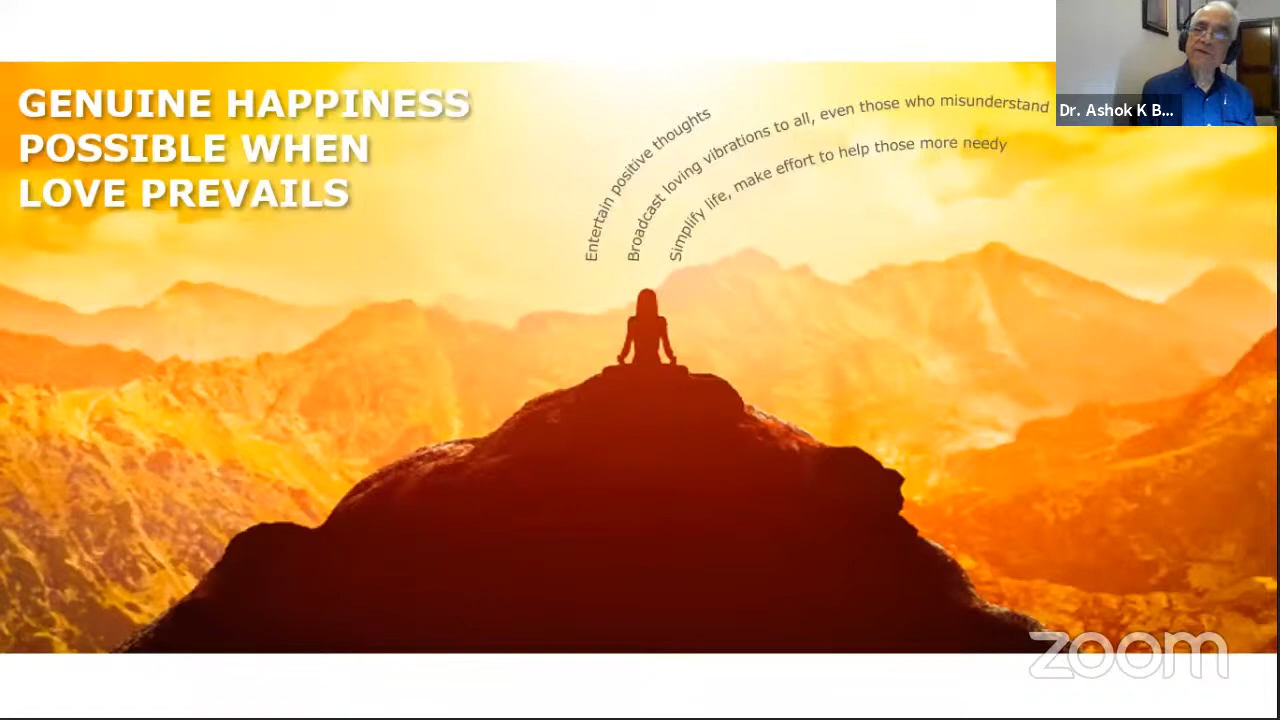 GENUINE HAPPINESS
POSSIBLE WHEN
LOVE PREVAILS
Entertain positive thoughts
Broadcast loving vibrations to all, even those who misunderstand
Simplify life, make effort to help those more needy
Dr. Ashok K B...
zoom